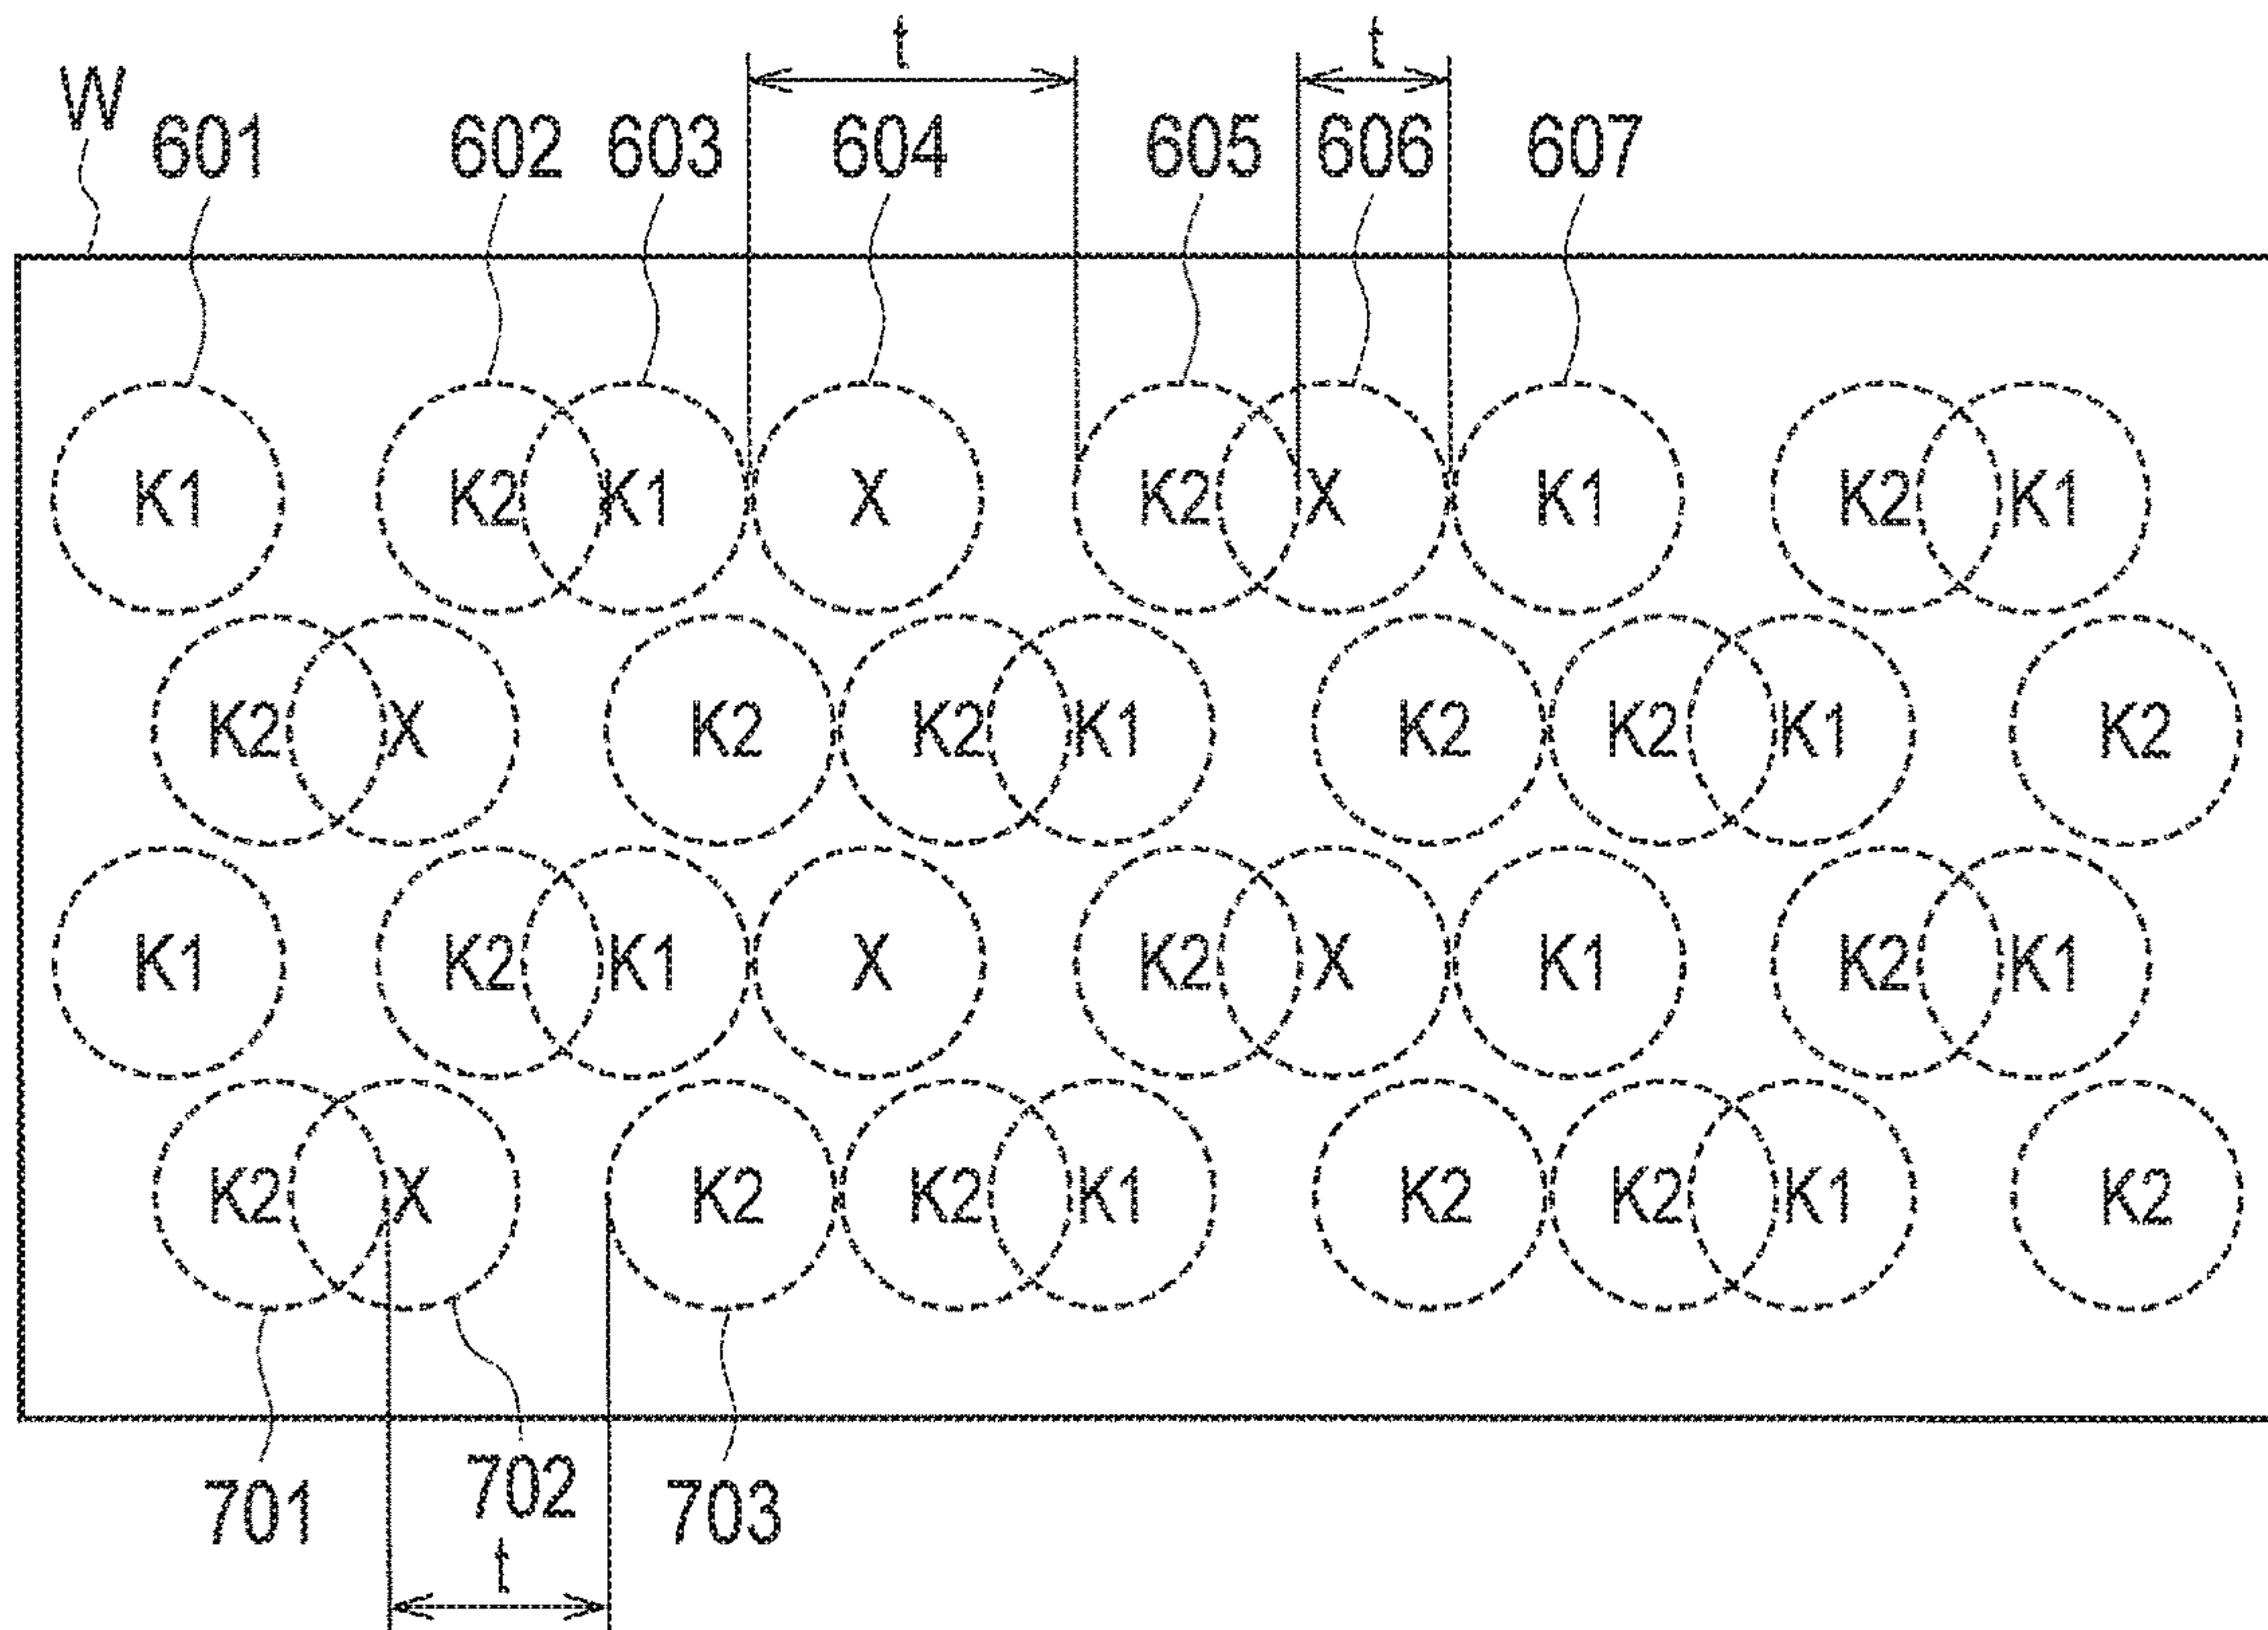 t t
W 601 602 603 604 605 606 607
K1 K2 K1 X K2 X K1 K2 K1
K2 X K2 K2 K1 K2 K2 K1 K2
K1 K2 K1 X K2 X K1 K2 K1
K2 X K2 K2 K1 K2 K2 K1 K2
701 702 703
t